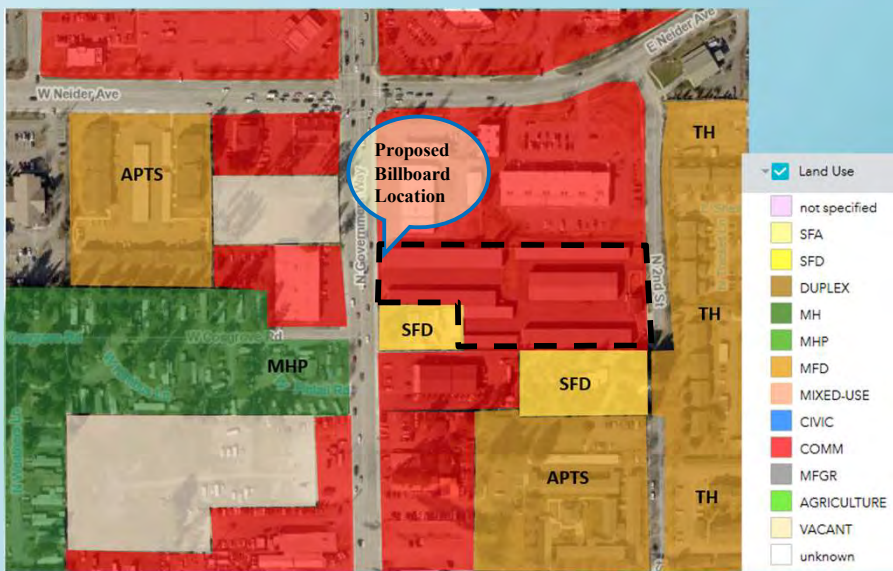 E Neider Ave
W Neider Ave
TH
Proposed
Billboard
Location
APTS
N Government Way
N 2nd St
SFD
TH
W Cosgrove Rd
MHP
SFD
APTS
TH
Land Use
not specified
SFA
SFD
DUPLEX
MH
MHP
MFD
MIXED-USE
CIVIC
COMM
MFGR
AGRICULTURE
VACANT
unknown